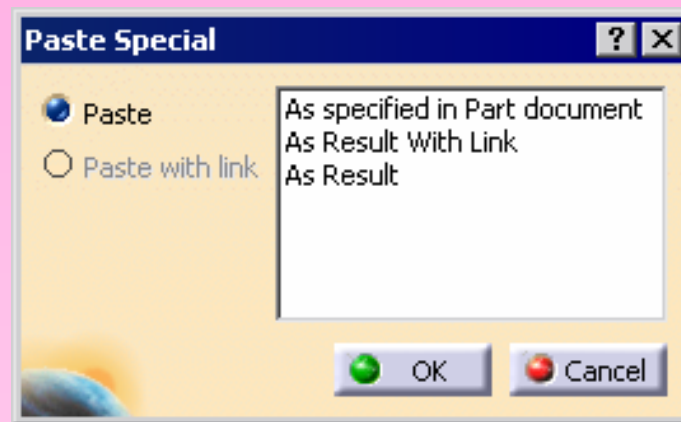 Paste Special
Paste
Paste with link
As specified in Part document
As Result With Link
As Result
OK
Cancel